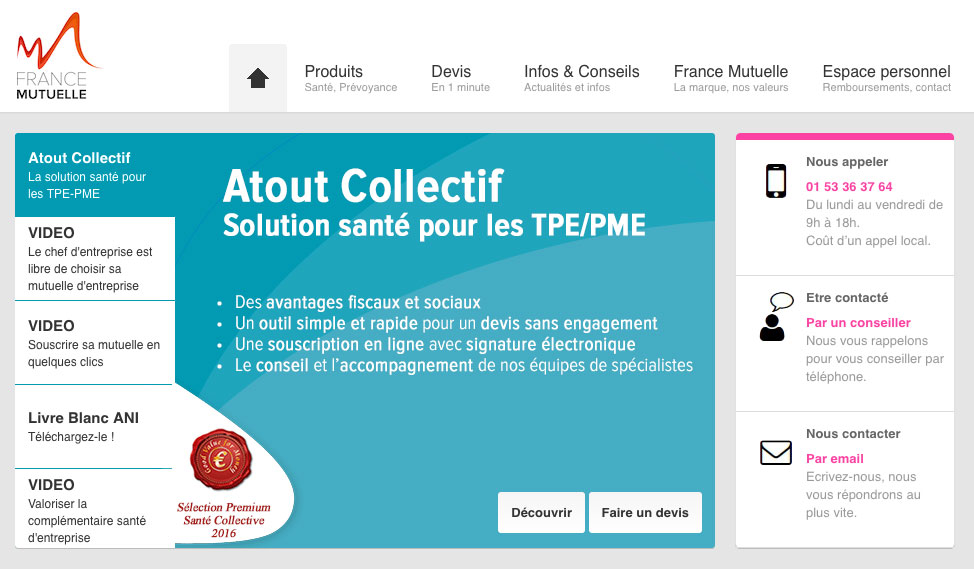 FRANCE
MUTUELLE
Produits
Santé, Prévoyance
Devis
En 1 minute
Infos & Conseils
Actualités et infos
France Mutuelle
La marque, nos valeurs
Espace personnel
Remboursements, contact
Atout Collectif
La solution santé pour
les TPE-PME
VIDEO
Le chef d'entreprise est
libre de choisir sa
mutuelle d'entreprise
VIDEO
Souscrire sa mutuelle en
quelques clics
Livre Blanc ANI
Téléchargez-le !
VIDEO
Valoriser la
complémentaire santé
d'entreprise
Atout Collectif
Solution santé pour les TPE/PME
• Des avantages fiscaux et sociaux
• Un outil simple et rapide pour un devis sans engagement
• Une souscription en ligne avec signature électronique
• Le conseil et l'accompagnement de nos équipes de spécialistes
Good Value for Money
€
Sélection Premium
Santé Collective
2016
Découvrir
Faire un devis
Nous appeler
01 53 36 37 64
Du lundi au vendredi de
9h à 18h.
Coût d'un appel local.
Etre contacté
Par un conseiller
Nous vous rappelons
pour vous conseiller par
téléphone.
Nous contacter
Par email
Ecrivez-nous, nous
vous répondrons au
plus vite.